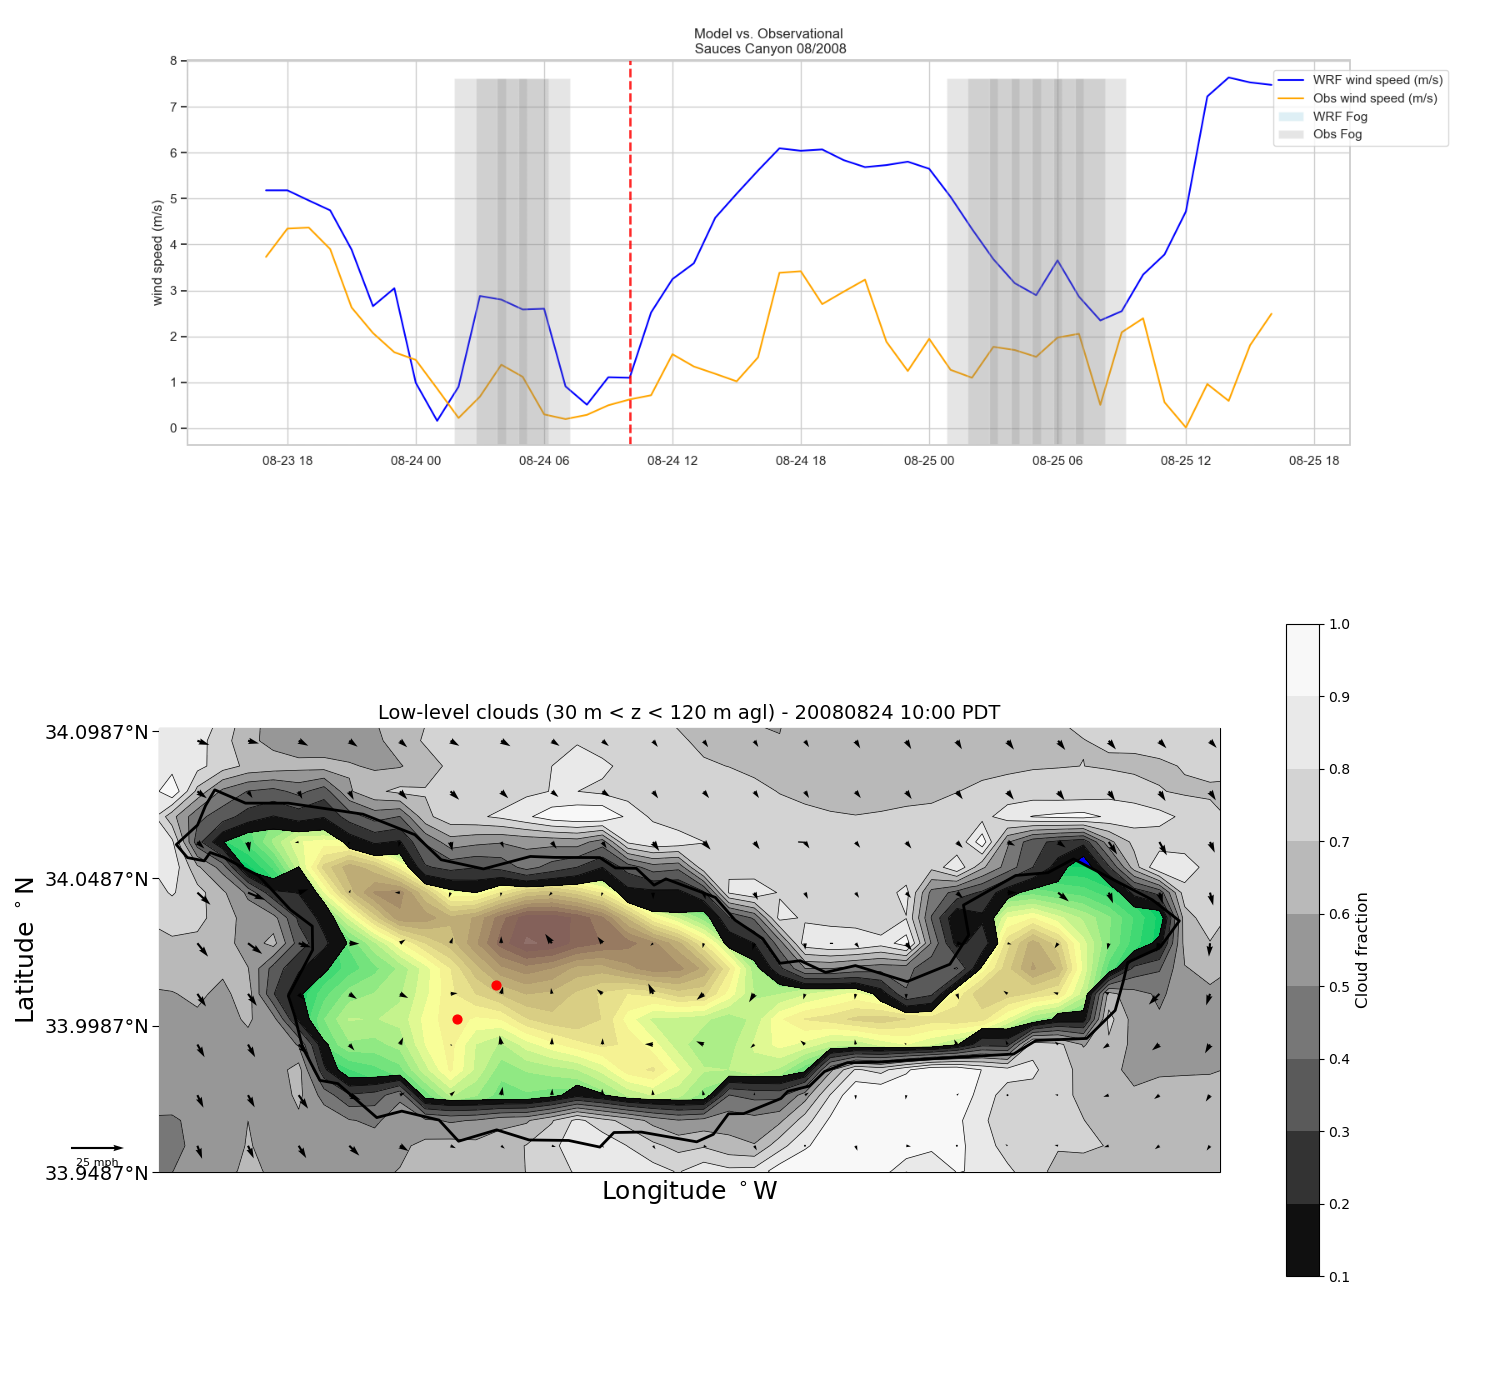 Model vs. Observational
Sauces Canyon 08/2008
8
7
6
5
4
3
2
1
0
wind speed (m/s)
WRF wind speed (m/s)
Obs wind speed (m/s)
WRF Fog
Obs Fog
08-23 18
08-24 00
08-24 06
08-24 12
08-24 18
08-25 00
08-25 06
08-25 12
08-25 18
Low-level clouds (30 m < z < 120 m agl) - 20080824 10:00 PDT
34.0987°N
34.0487°N
33.9987°N
33.9487°N
Latitude °N
25 mph
Longitude °W
1.0
0.9
0.8
0.7
0.6
0.5
0.4
0.3
0.2
0.1
Cloud fraction